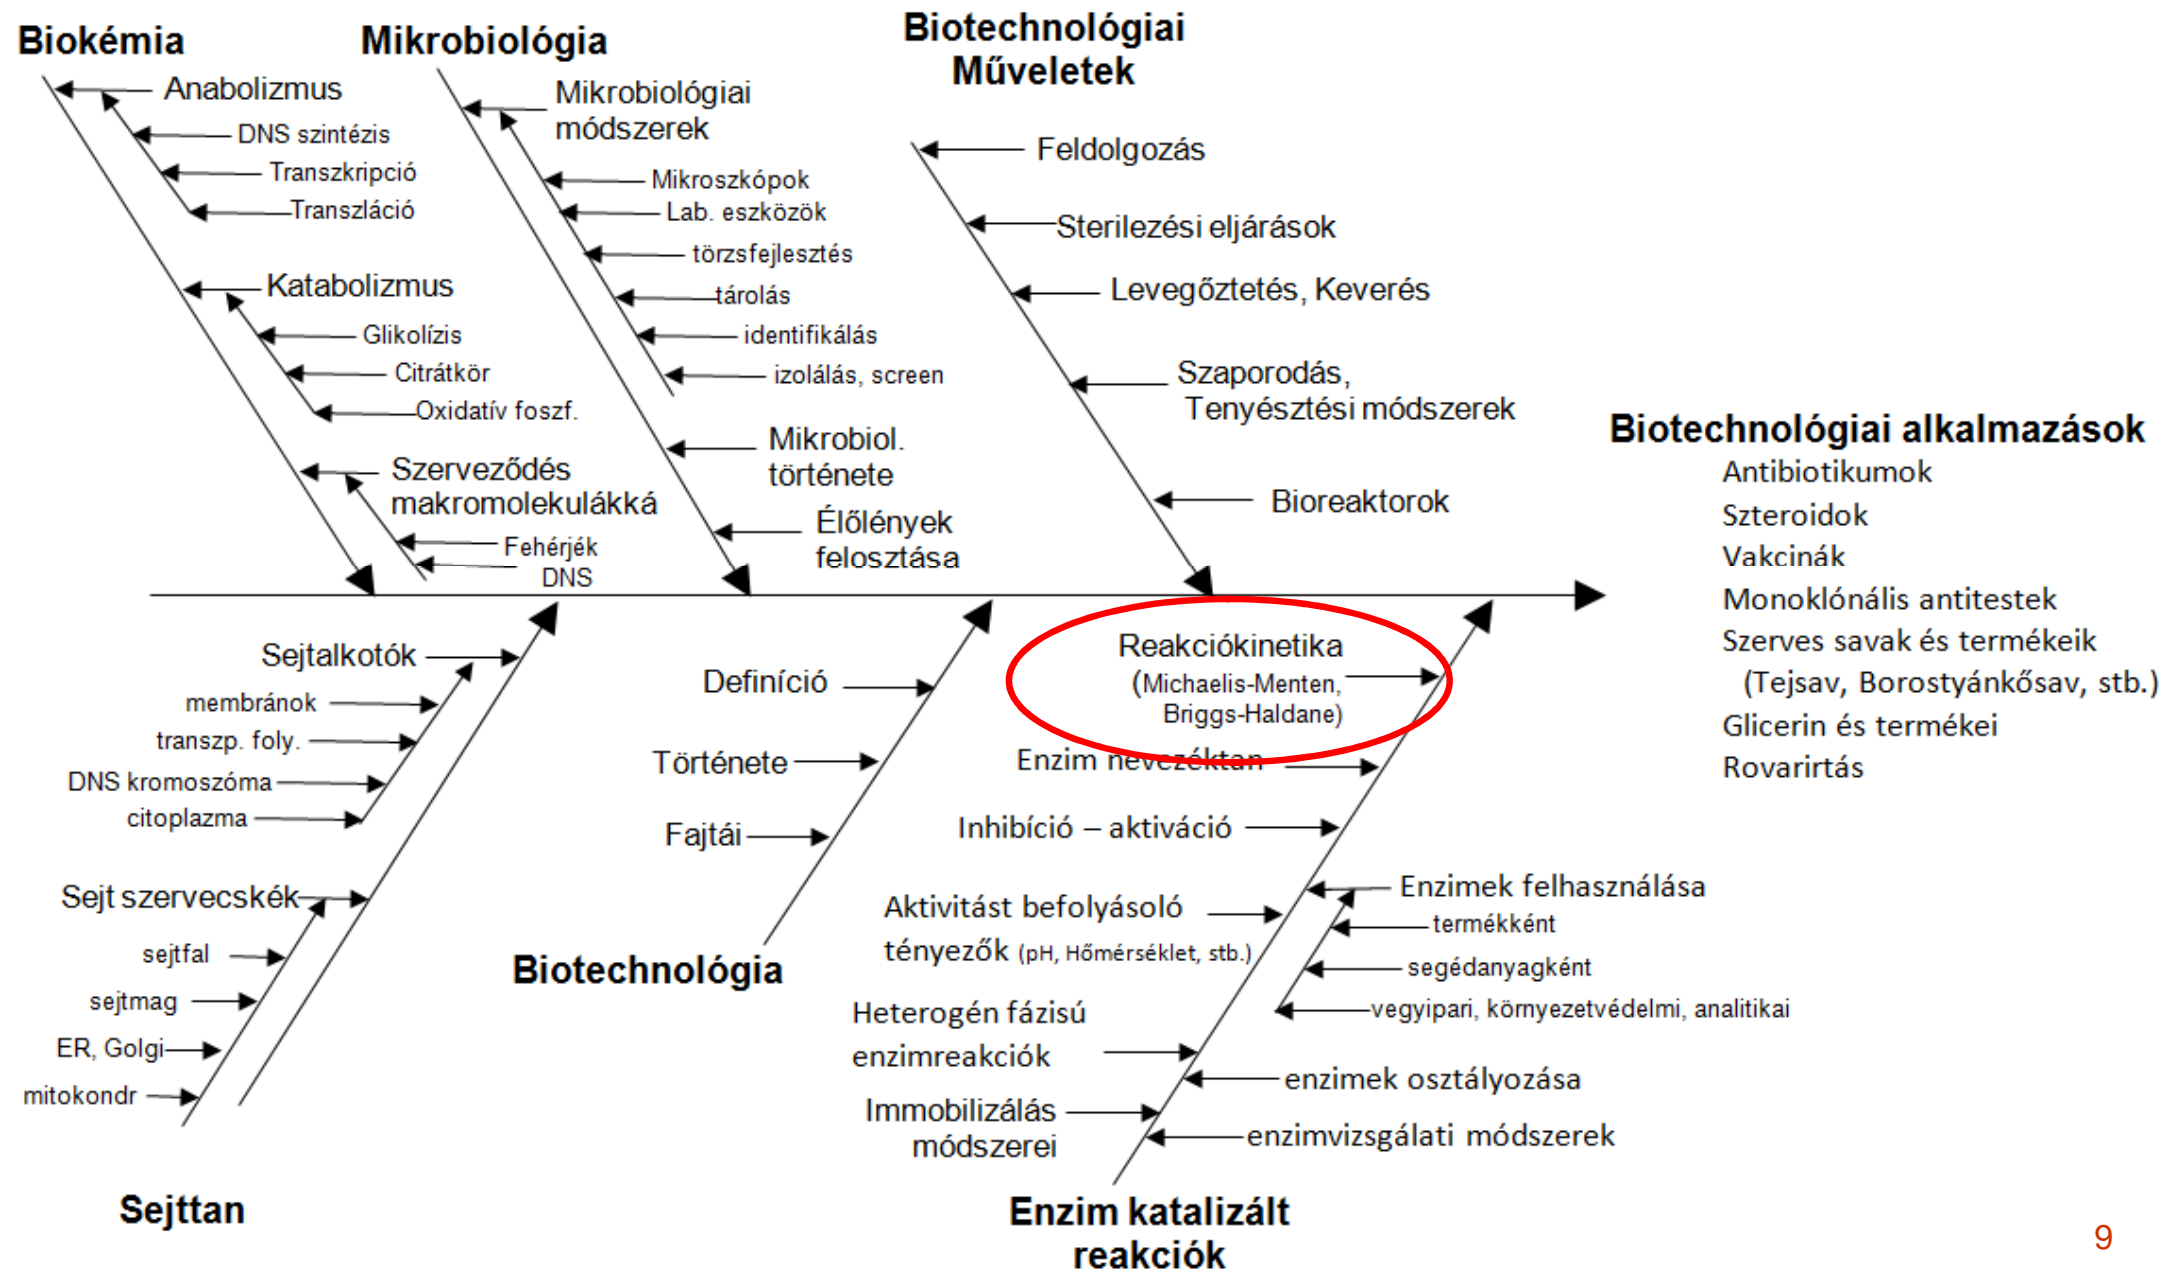 Biokémia
Anabolizmus
DNS szintézis
Transzkripció
Transzláció
Katabolizmus
Glikolízis
Citrátkör
Oxidatív foszf.
Szerveződés
makromolekulákká
Fehérjék
DNS
Mikrobiológia
Mikrobiológiai
módszerek
Mikroszkópok
Lab. eszközök
törzsfejlesztés
tárolás
identifikálás
izolálás, screen
Mikrobiol.
története
Élőlények
felosztása
Biotechnológiai
Műveletek
Feldolgozás
Sterilezési eljárások
Levegőztetés, Keverés
Szaporodás,
Tenyésztési módszerek
Bioreaktorok
Biotechnológiai alkalmazások
Antibiotikumok
Szteroidok
Vakcinák
Monoklónális antitestek
Szerves savak és termékeik
(Tejsav, Borostyánkősav, stb.)
Glicerin és termékei
Rovarirtás
Sejtalkotók
membránok
transzp. foly.
DNS kromoszóma
citoplazma
Sejt szervecskék
sejtfal
sejtmag
ER, Golgi
mitokondr
Sejttan
Definíció
Története
Fajtái
Biotechnológia
Reakciókinetika
(Michaelis-Menten,
Briggs-Haldane)
Enzim nevezéktan
Inhibíció – aktiváció
Aktivitást befolyásoló
tényezők (pH, Hőmérséklet, stb.)
Heterogén fázisú
enzimreakciók
Immobilizálás
módszerei
Enzimek felhasználása
termékként
segédanyagként
vegyipari, környezetvédelmi, analitikai
enzimek osztályozása
enzimvizsgálati módszerek
Enzim katalizált
reakciók
9